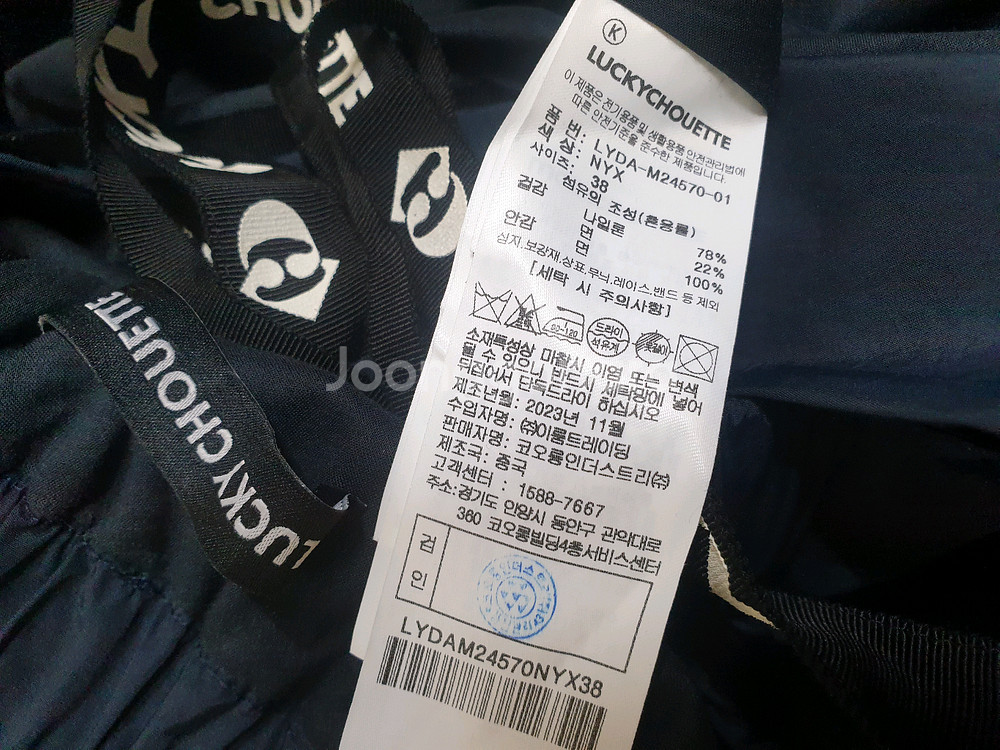 K
LUCKYCHOUETTE
이 제품은 전기용품 및 생활용품 안전관리법에
따른 안전기준을 준수한 제품입니다.
품 번: LYDA-M24570-01
색 상: NYX
사이즈: 38
섬유의 조성(혼용률)
겉감 나일론 78%
면 22%
안감 면 100%
심지.보강재.상표.무늬.레이스.밴드 등 제외
[세탁 시 주의사항]
드라이
석유계
옷걸이
소재특성상 마찰시 이염 또는 변색
될 수 있으니 반드시 세탁망에 넣어
뒤집어서 단독드라이 하십시오
제조년월: 2023년 11월
수입자명: ㈜이룸트레이딩
판매자명: 코오롱인더스트리㈜
제조국: 중국
고객센터 : 1588-7667
주소:경기도 안양시 동안구 관악대로
360 코오롱빌딩4층서비스센터
검
인
LYDAM24570NYX38
LUCKYCHOUETTE
Joon